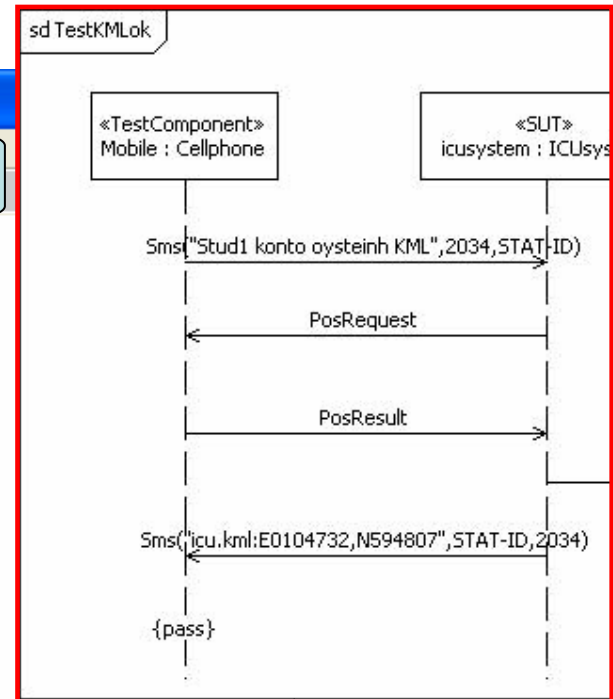 sd TestKMLok
«TestComponent»
Mobile : Cellphone
«SUT»
icusystem : ICUsys
Sms("Stud1 konto oysteinh KML",2034,STAT-ID)
PosRequest
PosResult
Sms("icu.kml:E0104732,N594807",STAT-ID,2034)
{pass}